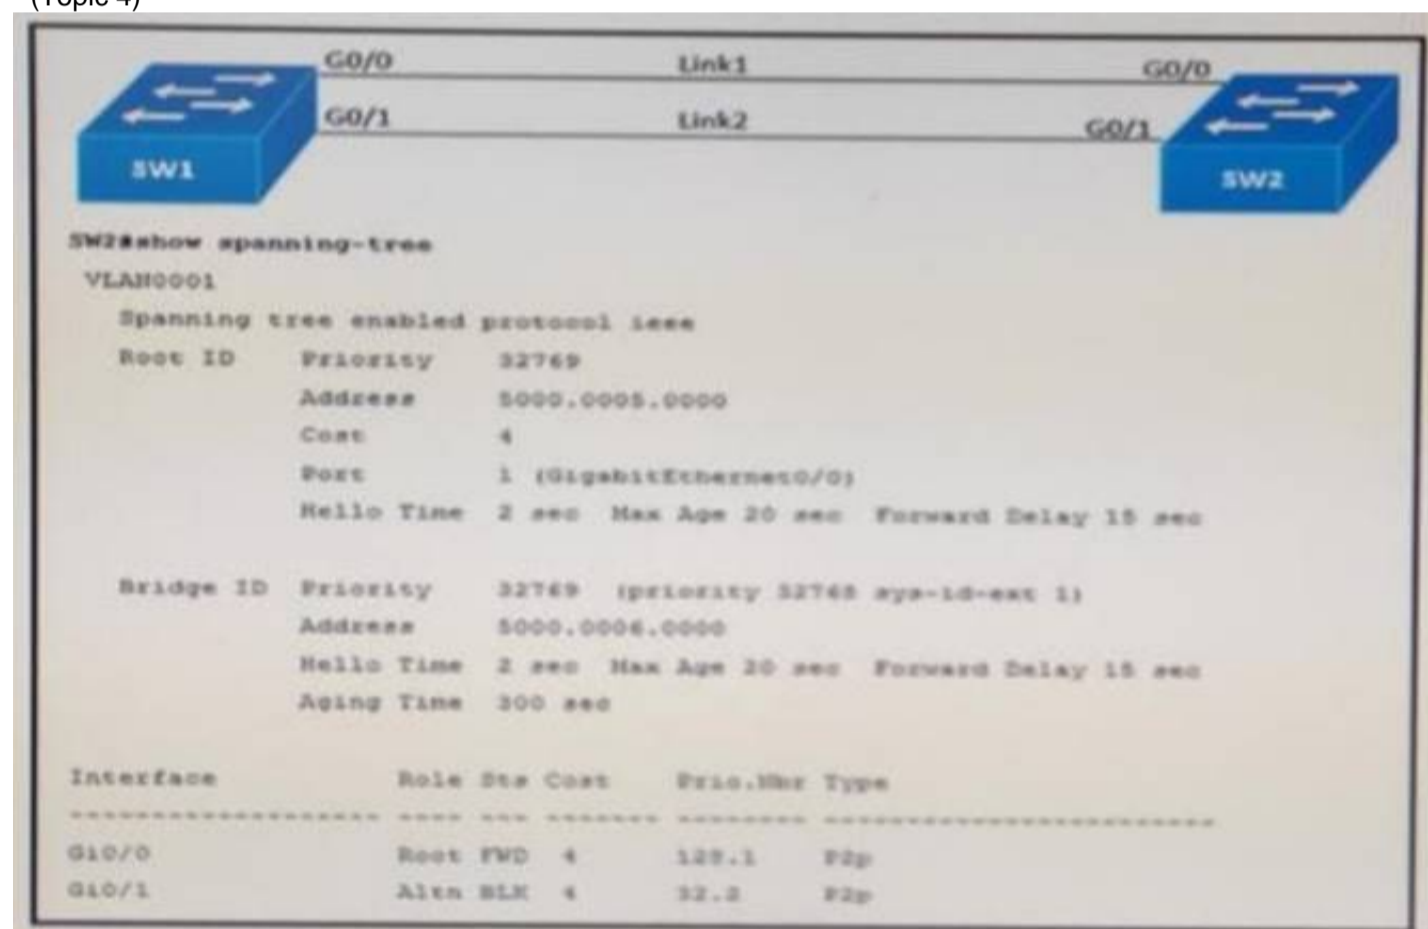 (Topic 4)
G0/0 Link1 G0/0
G0/1 Link2 G0/1
SW1 SW2
SW2#show spanning-tree
VLAN0001
Spanning tree enabled protocol ieee
Root ID Priority 32769
Address 5000.0005.0000
Cost 4
Port 1 (GigabitEthernet0/0)
Hello Time 2 sec Max Age 20 sec Forward Delay 15 sec
Bridge ID Priority 32769 (priority 32768 sys-id-ext 1)
Address 5000.0006.0000
Hello Time 2 sec Max Age 20 sec Forward Delay 15 sec
Aging Time 300 sec
Interface Role Sts Cost Prio.Nbr Type
------------------- ---- --- ------- -------- ------------------------
Gi0/0 Root FWD 4 128.1 P2p
Gi0/1 Altn BLK 4 32.2 P2p